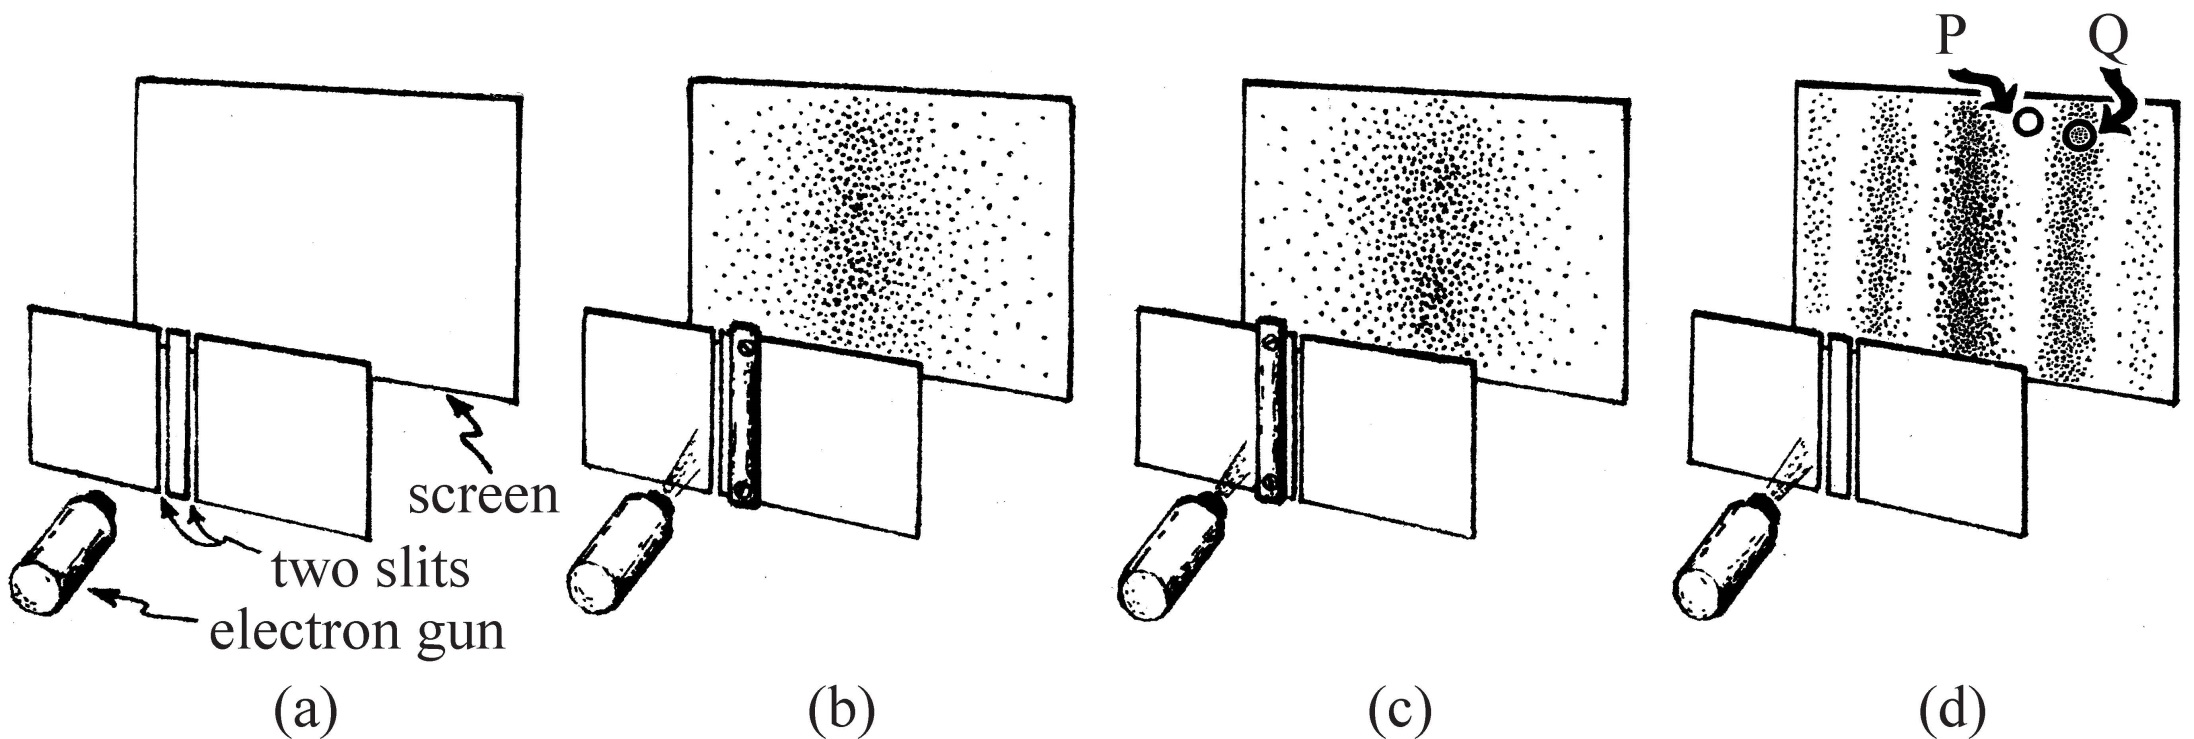 P
Q
screen
two slits
electron gun
(a)
(b)
(c)
(d)